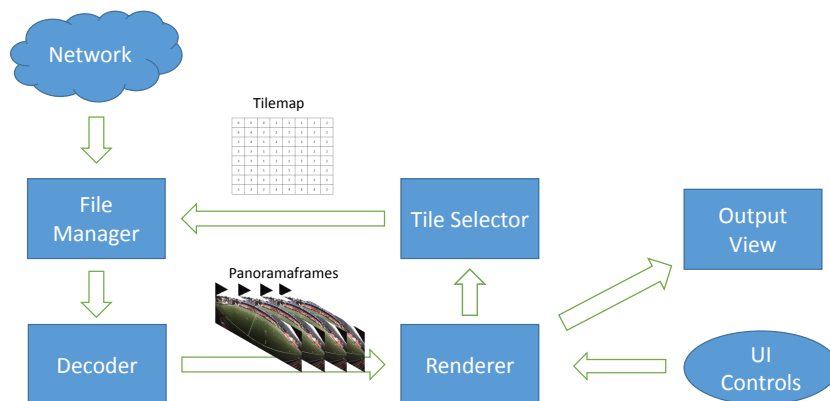 Network
Tilemap
File
Manager
Tile Selector
Output
View
Panoramaframes
Decoder
Renderer
UI
Controls